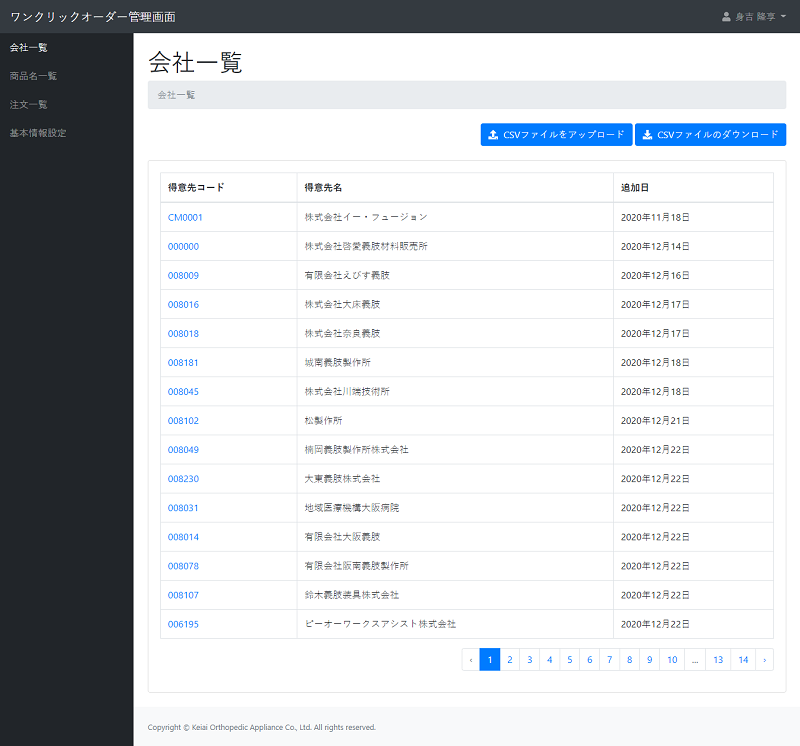 ワンクリックオーダー管理画面
身吉 隆享
会社一覧
商品名一覧
注文一覧
基本情報設定
会社一覧
会社一覧
CSVファイルをアップロード CSVファイルのダウンロード
得意先コード 得意先名 追加日
CM0001 株式会社イー・フュージョン 2020年11月18日
000000 株式会社啓愛義肢材料販売所 2020年12月14日
008009 有限会社えびす義肢 2020年12月16日
008016 株式会社大床義肢 2020年12月17日
008018 株式会社奈良義肢 2020年12月17日
008181 城南義肢製作所 2020年12月18日
008045 株式会社川端技術所 2020年12月18日
008102 松製作所 2020年12月21日
008049 楠岡義肢製作所株式会社 2020年12月22日
008230 大東義肢株式会社 2020年12月22日
008031 地域医療機構大阪病院 2020年12月22日
008014 有限会社大阪義肢 2020年12月22日
008078 有限会社阪南義肢製作所 2020年12月22日
008107 鈴木義肢装具株式会社 2020年12月22日
006195 ピーオーワークスアシスト株式会社 2020年12月22日
‹ 1 2 3 4 5 6 7 8 9 10 ... 13 14 ›
Copyright © Keiai Orthopedic Appliance Co., Ltd. All rights reserved.